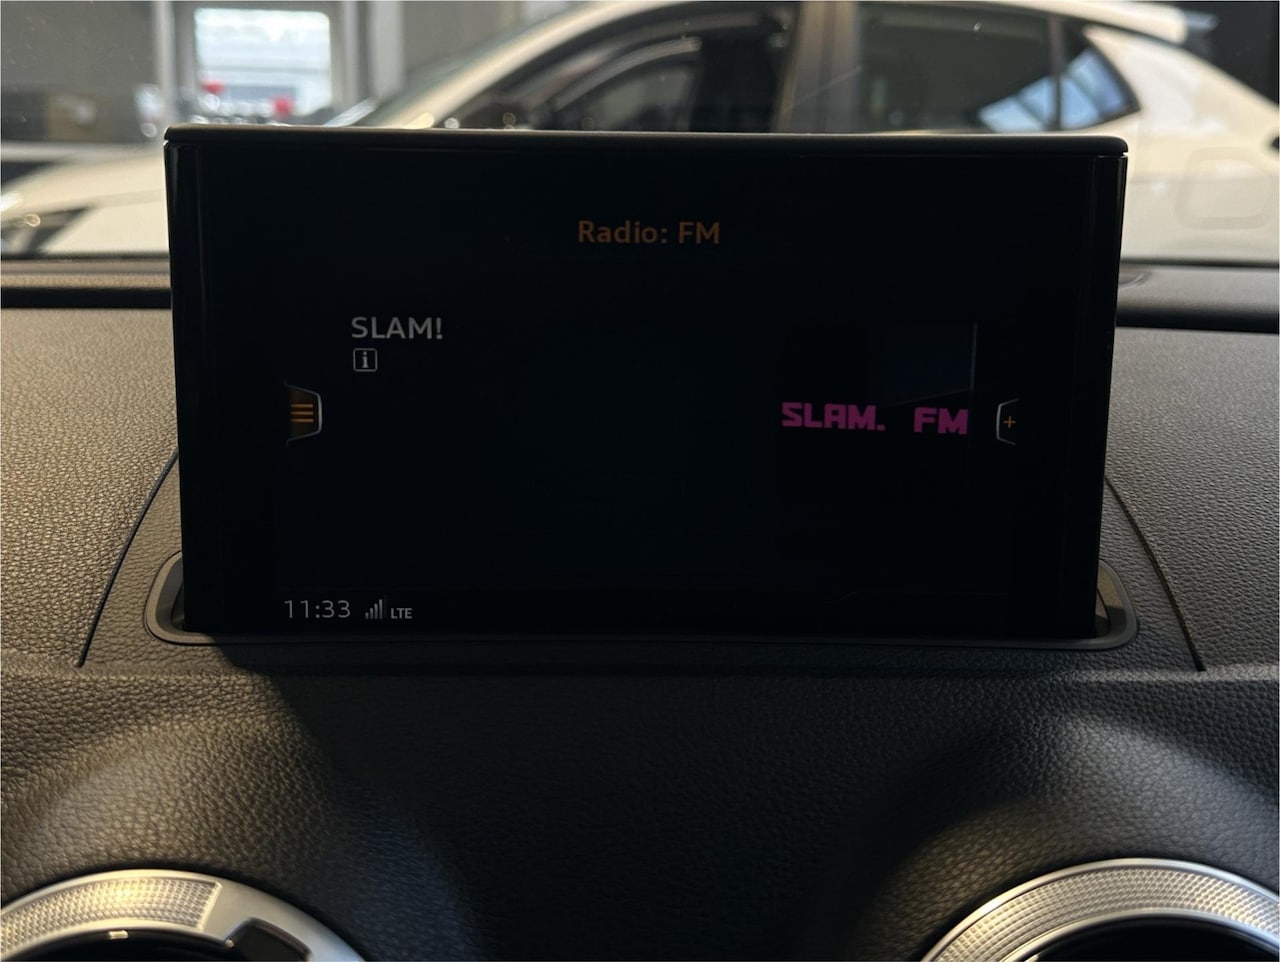 Radio: FM
SLAM!
i
SLAM. FM
11:33 LTE